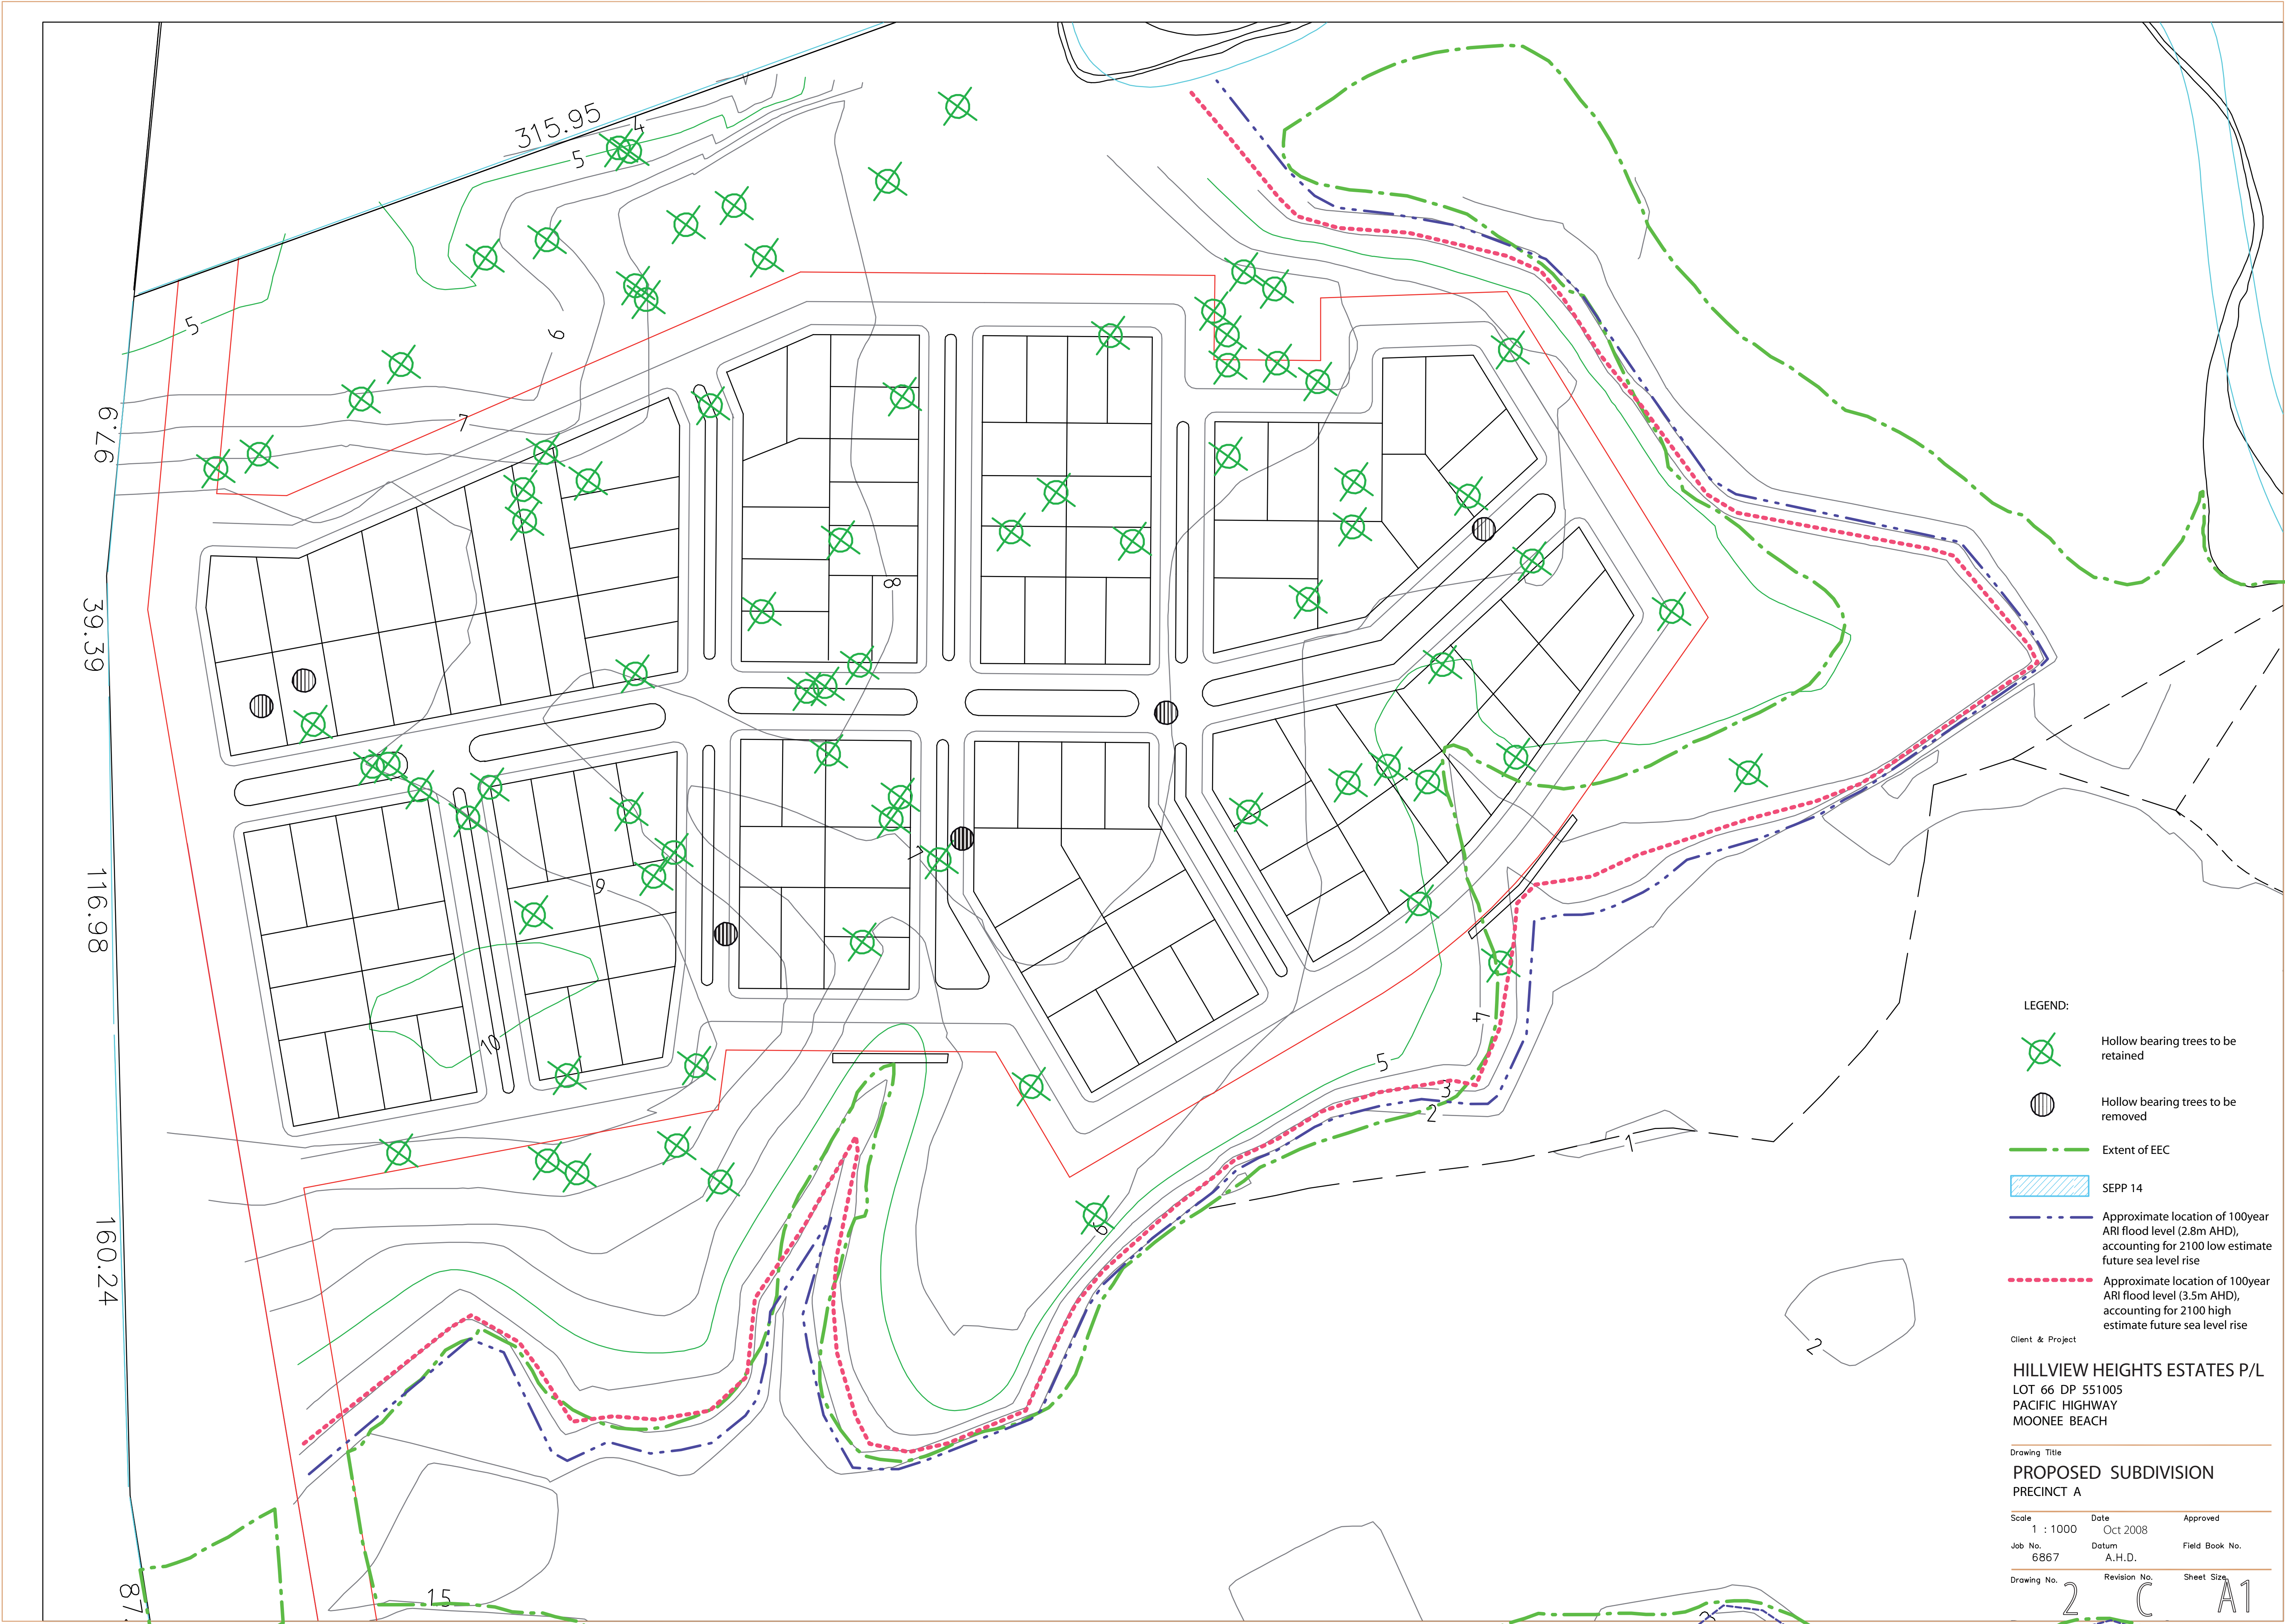 315.95
4
5
5
6
7
97.9
39.39
8
116.98
7
9
10
4
5
3
2
1
6
160.24
2
87.
15
3
LEGEND:
Hollow bearing trees to be
retained
Hollow bearing trees to be
removed
Extent of EEC
SEPP 14
Approximate location of 100year
ARI flood level (2.8m AHD),
accounting for 2100 low estimate
future sea level rise
Approximate location of 100year
ARI flood level (3.5m AHD),
accounting for 2100 high
estimate future sea level rise
Client & Project
HILLVIEW HEIGHTS ESTATES P/L
LOT 66 DP 551005
PACIFIC HIGHWAY
MOONEE BEACH
Drawing Title
PROPOSED SUBDIVISION
PRECINCT A
Scale Date Approved
1 : 1000 Oct 2008
Job No. Datum Field Book No.
6867 A.H.D.
Drawing No. Revision No. Sheet Size
2 C A1